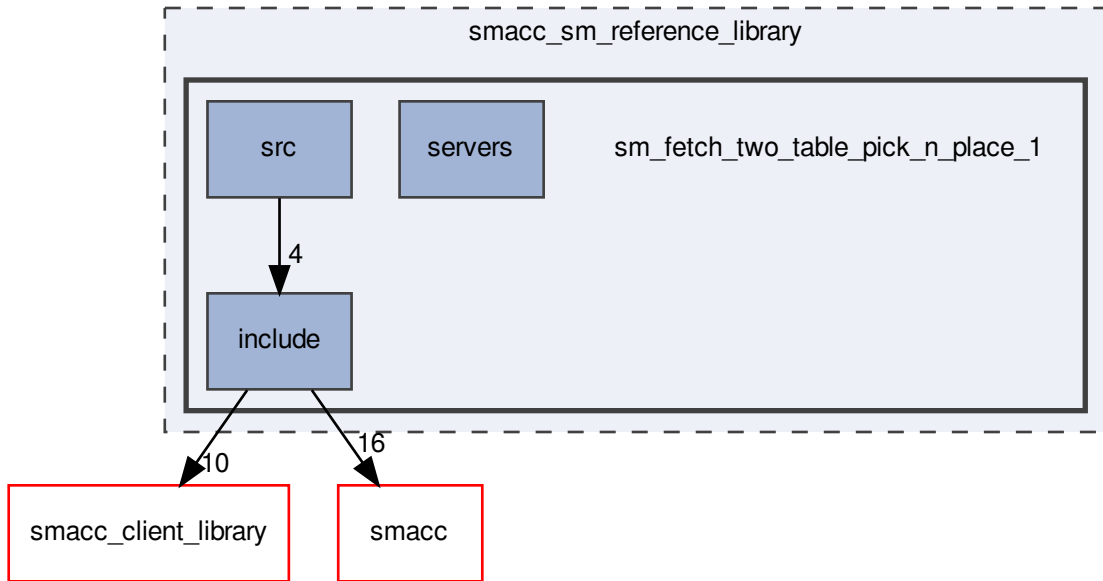 smacc_sm_reference_library
src
servers
sm_fetch_two_table_pick_n_place_1
4
include
10
16
smacc_client_library
smacc